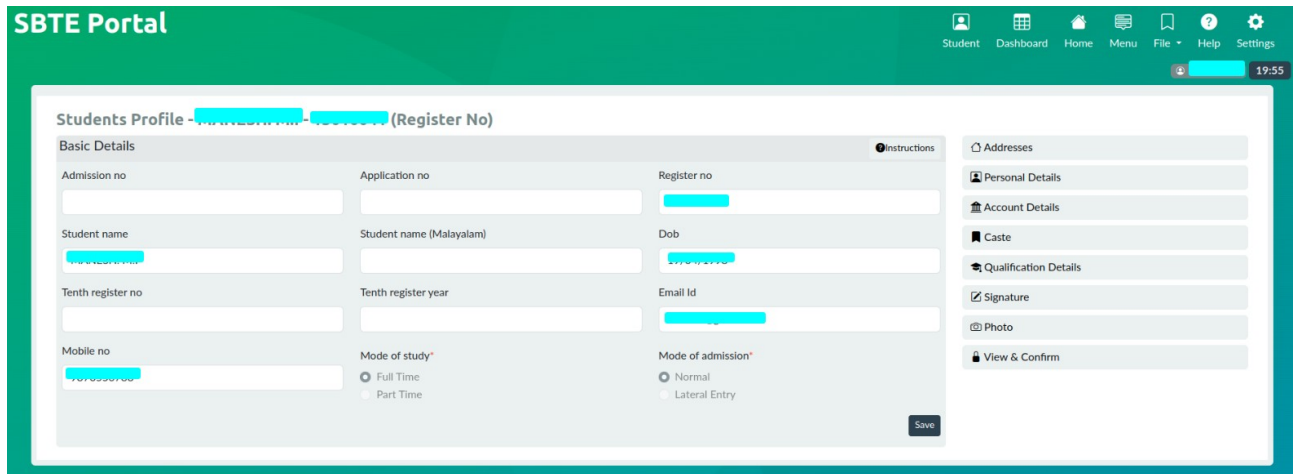 SBTE Portal
Student Dashboard Home Menu File Help Settings
19:55
Students Profile - - (Register No)
Basic Details
Instructions
Addresses
Admission no Application no Register no
Personal Details
Account Details
Student name Student name (Malayalam) Dob
Caste
Qualification Details
Tenth register no Tenth register year Email Id
Signature
Photo
Mobile no Mode of study* Mode of admission*
View & Confirm
Full Time Normal
Part Time Lateral Entry
Save